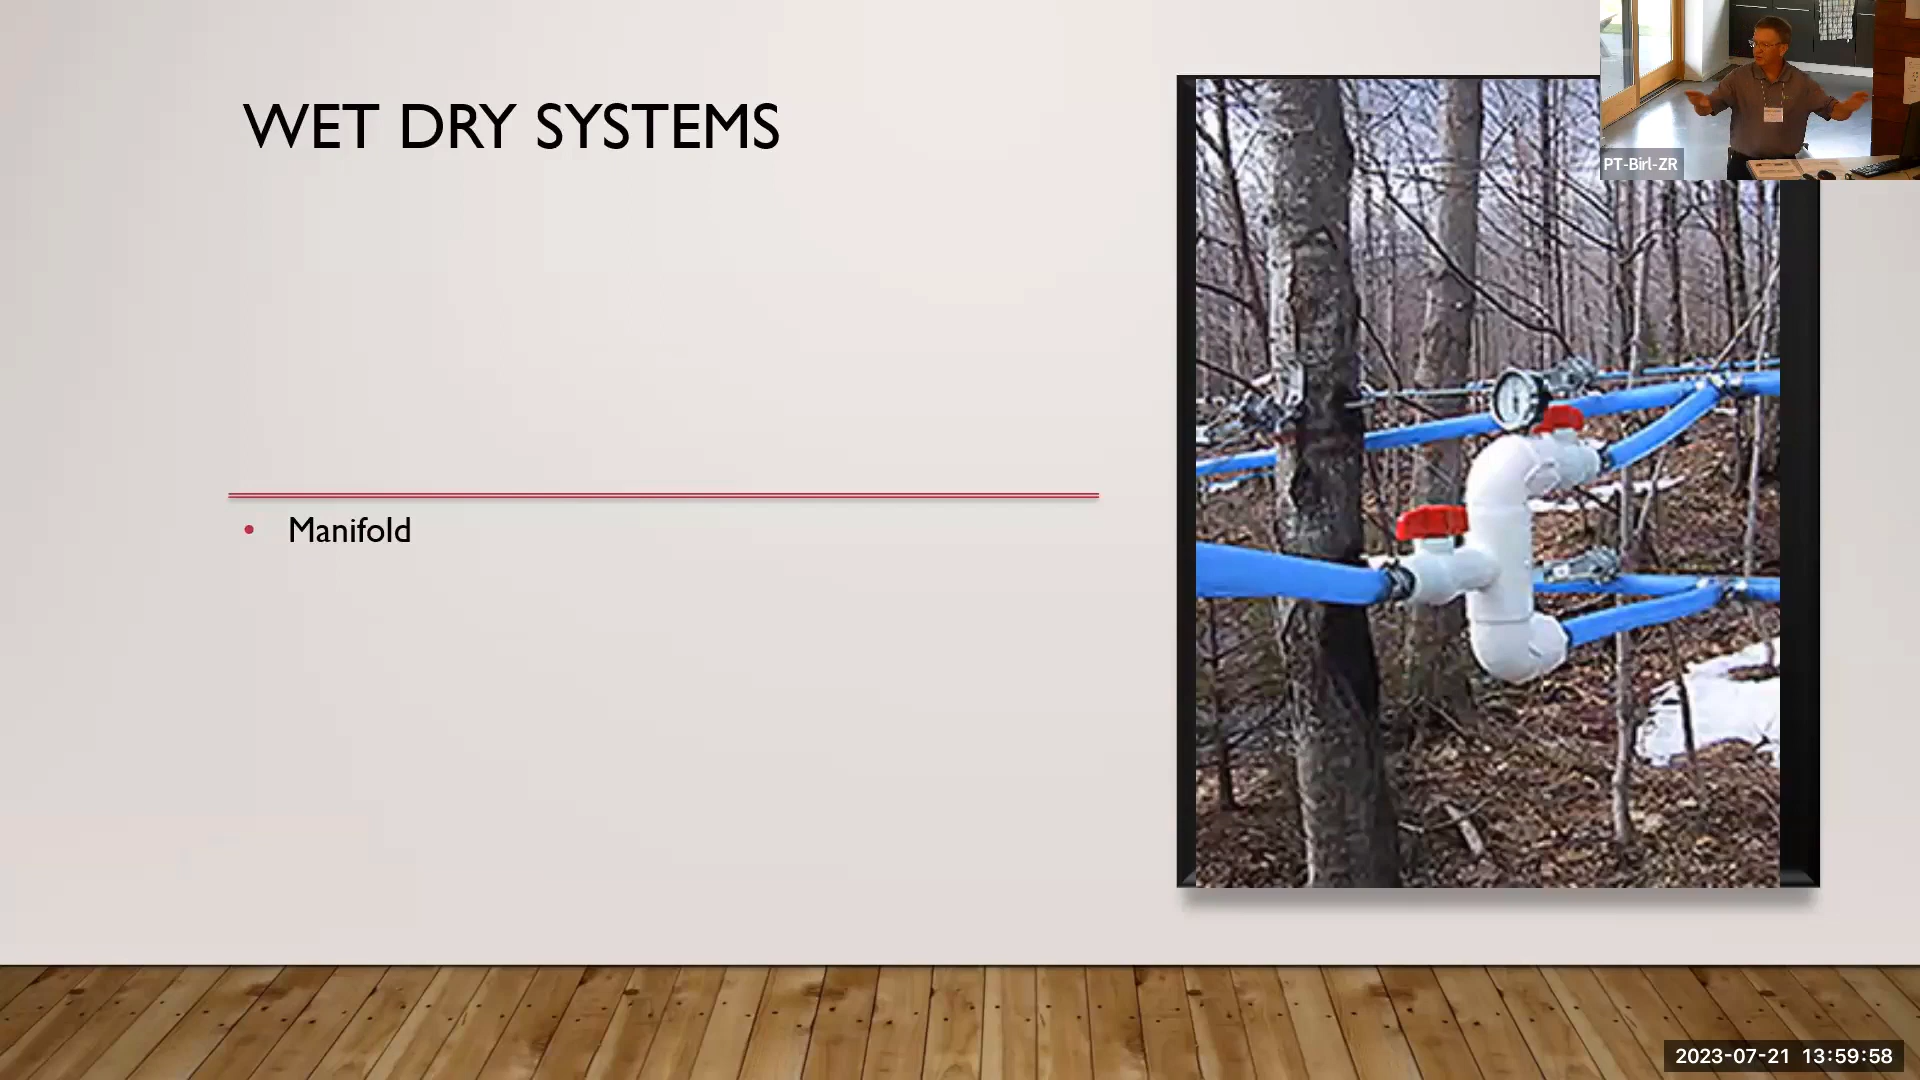 WET DRY SYSTEMS
PT-Birl-ZR
• Manifold
2023-07-21 13:59:58